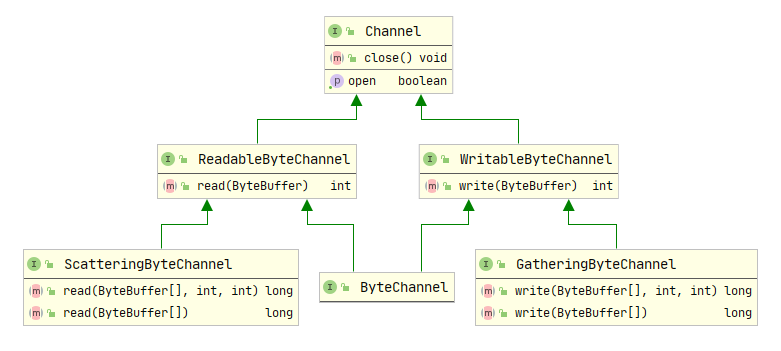 I Channel
m close() void
p open boolean
I ReadableByteChannel
m read(ByteBuffer) int
I WritableByteChannel
m write(ByteBuffer) int
I ScatteringByteChannel
m read(ByteBuffer[], int, int) long
m read(ByteBuffer[]) long
I ByteChannel
I GatheringByteChannel
m write(ByteBuffer[], int, int) long
m write(ByteBuffer[]) long